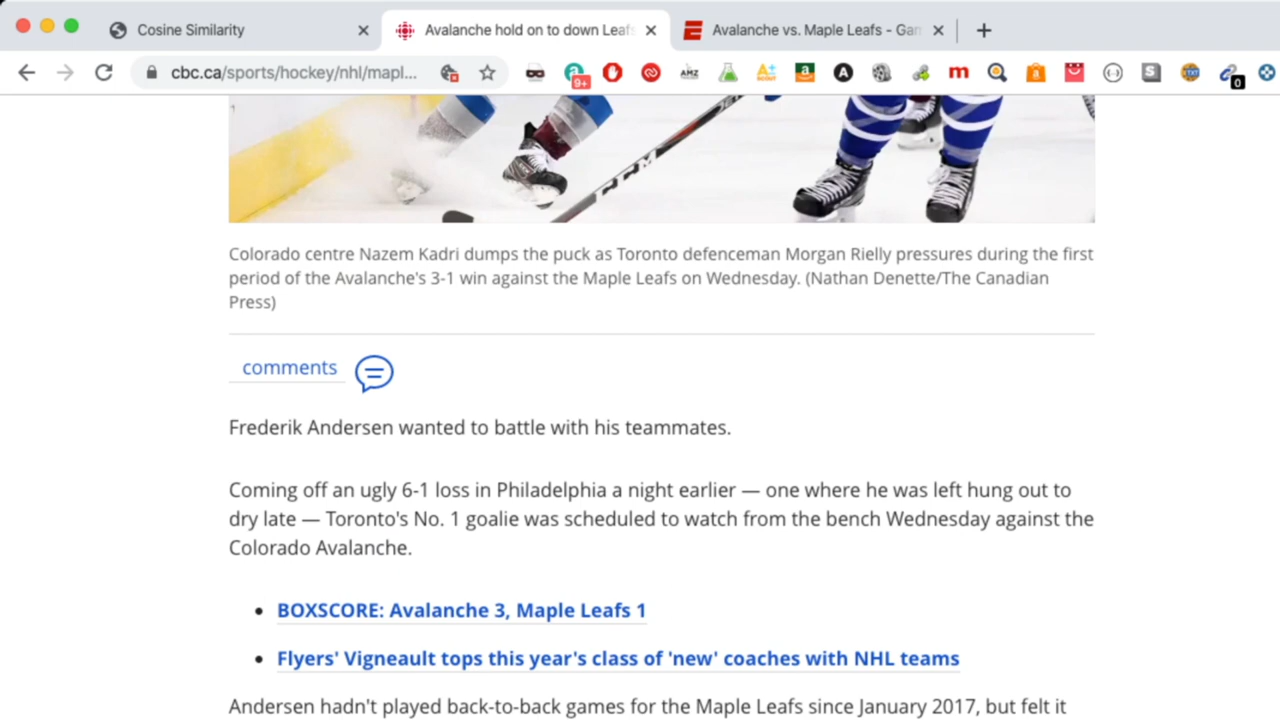 Cosine Similarity
Avalanche hold on to down Leafs
Avalanche vs. Maple Leafs - Gam
cbc.ca/sports/hockey/nhl/mapl...
9+
AMZ
A+
a
A
m
S
TXT
0
CCM
Colorado centre Nazem Kadri dumps the puck as Toronto defenceman Morgan Rielly pressures during the first
period of the Avalanche's 3-1 win against the Maple Leafs on Wednesday. (Nathan Denette/The Canadian
Press)
comments
Frederik Andersen wanted to battle with his teammates.
Coming off an ugly 6-1 loss in Philadelphia a night earlier — one where he was left hung out to
dry late — Toronto's No. 1 goalie was scheduled to watch from the bench Wednesday against the
Colorado Avalanche.
• BOXSCORE: Avalanche 3, Maple Leafs 1
• Flyers' Vigneault tops this year's class of 'new' coaches with NHL teams
Andersen hadn't played back-to-back games for the Maple Leafs since January 2017, but felt it